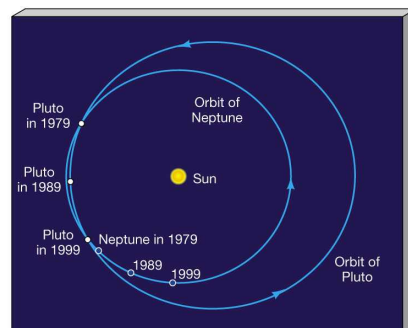 Orbit of
Neptune
Pluto
in 1979
Pluto
in 1989
Sun
Pluto
in 1999
Neptune in 1979
1989
1999
Orbit of
Pluto